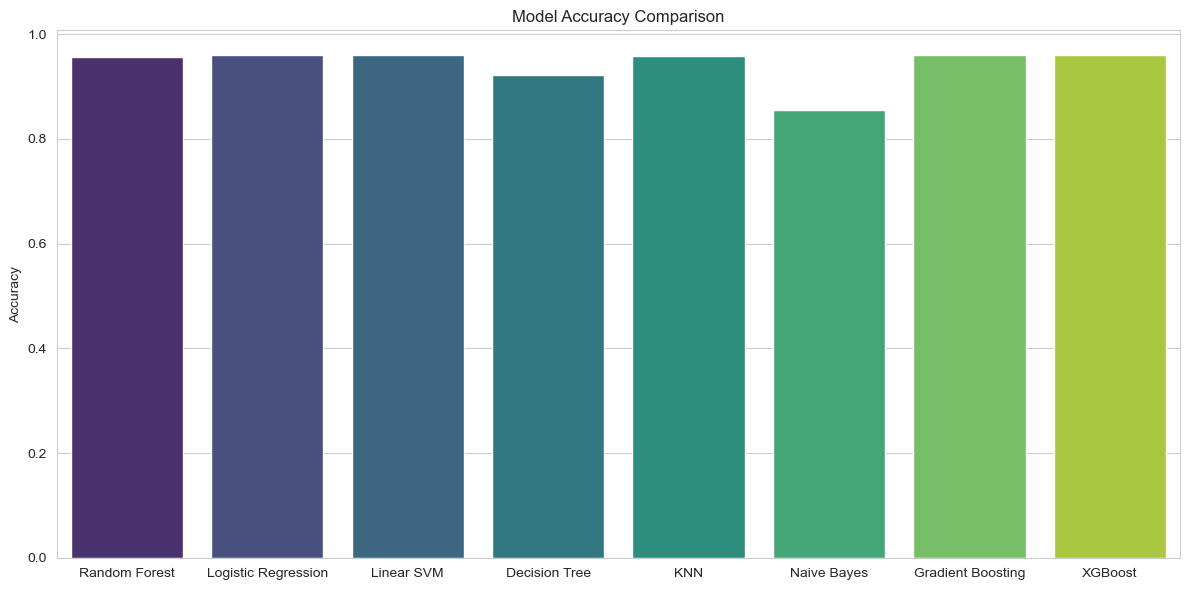 Model Accuracy Comparison
1.0
0.8
0.6
0.4
0.2
0.0
Accuracy
Random Forest
Logistic Regression
Linear SVM
Decision Tree
KNN
Naive Bayes
Gradient Boosting
XGBoost